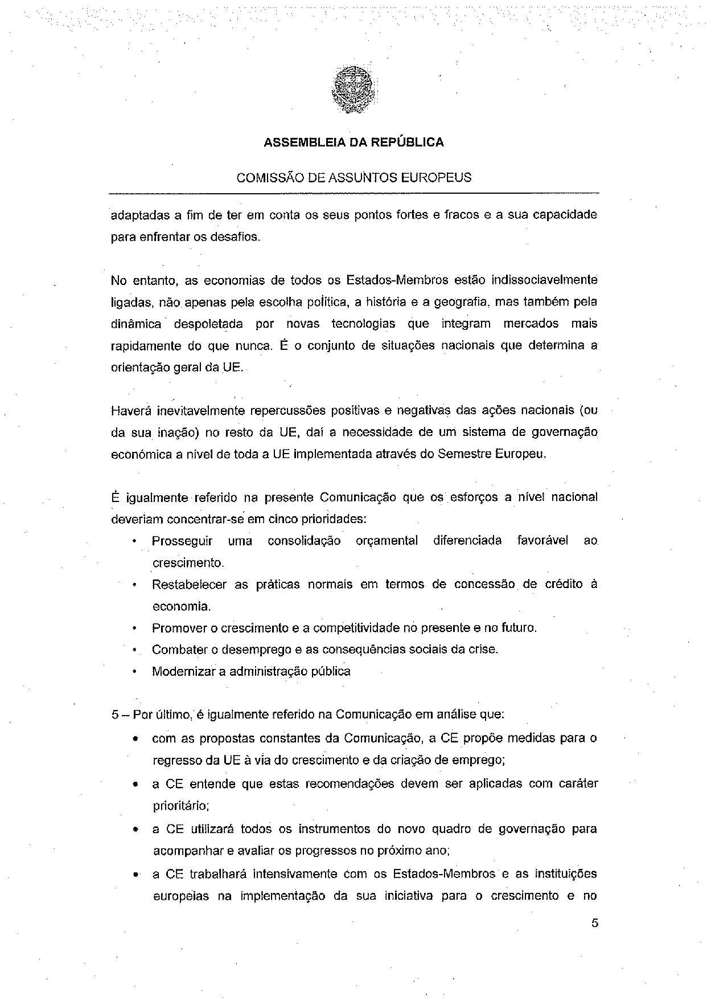 ASSEMBLEIA DA REPÚBLICA
COMISSÃO DE ASSUNTOS EUROPEUS
adaptadas a fim de ter em conta os seus pontos fortes e fracos e a sua capacidade
para enfrentar os desafios.
No entanto, as economias de todos os Estados-Membros estão indissociavelmente
ligadas, não apenas pela escolha política, a história e a geografia, mas também pela
dinâmica despoletada por novas tecnologias que integram mercados mais
rapidamente do que nunca. É o conjunto de situações nacionais que determina a
orientação geral da UE.
Haverá inevitavelmente repercussões positivas e negativas das ações nacionais (ou
da sua inação) no resto da UE, daí a necessidade de um sistema de governação
económica a nível de toda a UE implementada através do Semestre Europeu.
É igualmente referido na presente Comunicação que os esforços a nível nacional
deveriam concentrar-se em cinco prioridades:
• Prosseguir uma consolidação orçamental diferenciada favorável ao
crescimento.
• Restabelecer as práticas normais em termos de concessão de crédito à
economia.
• Promover o crescimento e a competitividade no presente e no futuro.
• Combater o desemprego e as consequências sociais da crise.
• Modernizar a administração pública
5 – Por último, é igualmente referido na Comunicação em análise que:
• com as propostas constantes da Comunicação, a CE propõe medidas para o
regresso da UE à via do crescimento e da criação de emprego;
• a CE entende que estas recomendações devem ser aplicadas com caráter
prioritário;
• a CE utilizará todos os instrumentos do novo quadro de governação para
acompanhar e avaliar os progressos no próximo ano;
• a CE trabalhará intensivamente com os Estados-Membros e as instituições
europeias na implementação da sua iniciativa para o crescimento e no
5